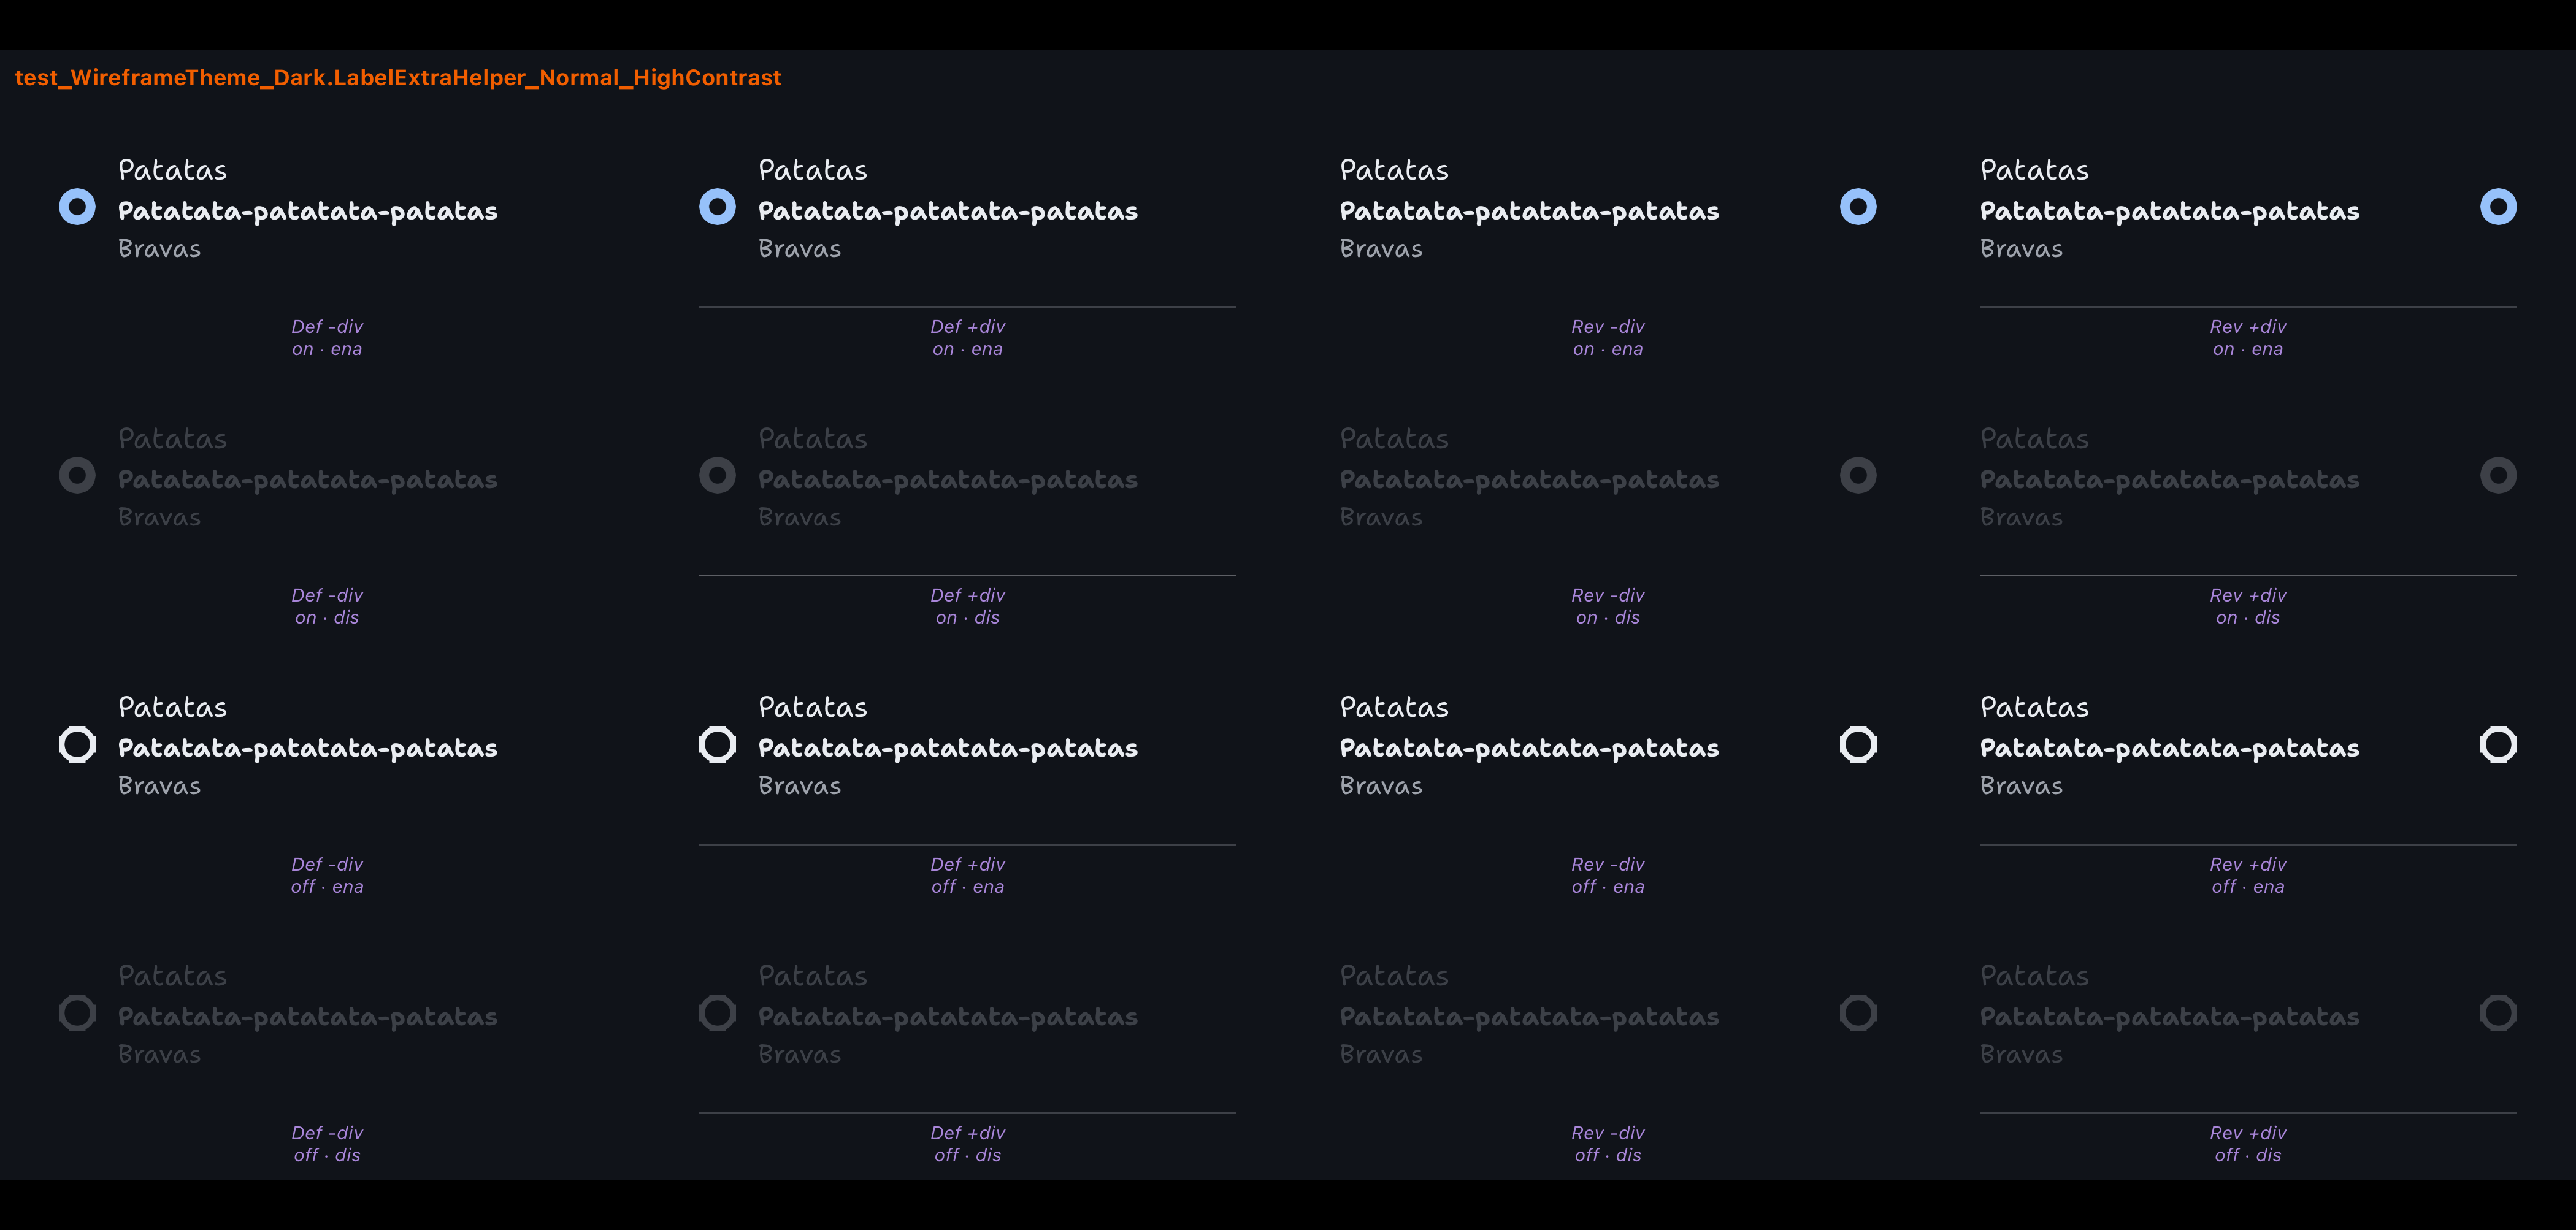 test_WireframeTheme_Dark.LabelExtraHelper_Normal_HighContrast
Patatas
Patatata-patatata-patatas
Bravas
Def -div
on · ena
Patatas
Patatata-patatata-patatas
Bravas
Def +div
on · ena
Patatas
Patatata-patatata-patatas
Bravas
Rev -div
on · ena
Patatas
Patatata-patatata-patatas
Bravas
Rev +div
on · ena
Patatas
Patatata-patatata-patatas
Bravas
Def -div
on · dis
Patatas
Patatata-patatata-patatas
Bravas
Def +div
on · dis
Patatas
Patatata-patatata-patatas
Bravas
Rev -div
on · dis
Patatas
Patatata-patatata-patatas
Bravas
Rev +div
on · dis
Patatas
Patatata-patatata-patatas
Bravas
Def -div
off · ena
Patatas
Patatata-patatata-patatas
Bravas
Def +div
off · ena
Patatas
Patatata-patatata-patatas
Bravas
Rev -div
off · ena
Patatas
Patatata-patatata-patatas
Bravas
Rev +div
off · ena
Patatas
Patatata-patatata-patatas
Bravas
Def -div
off · dis
Patatas
Patatata-patatata-patatas
Bravas
Def +div
off · dis
Patatas
Patatata-patatata-patatas
Bravas
Rev -div
off · dis
Patatas
Patatata-patatata-patatas
Bravas
Rev +div
off · dis